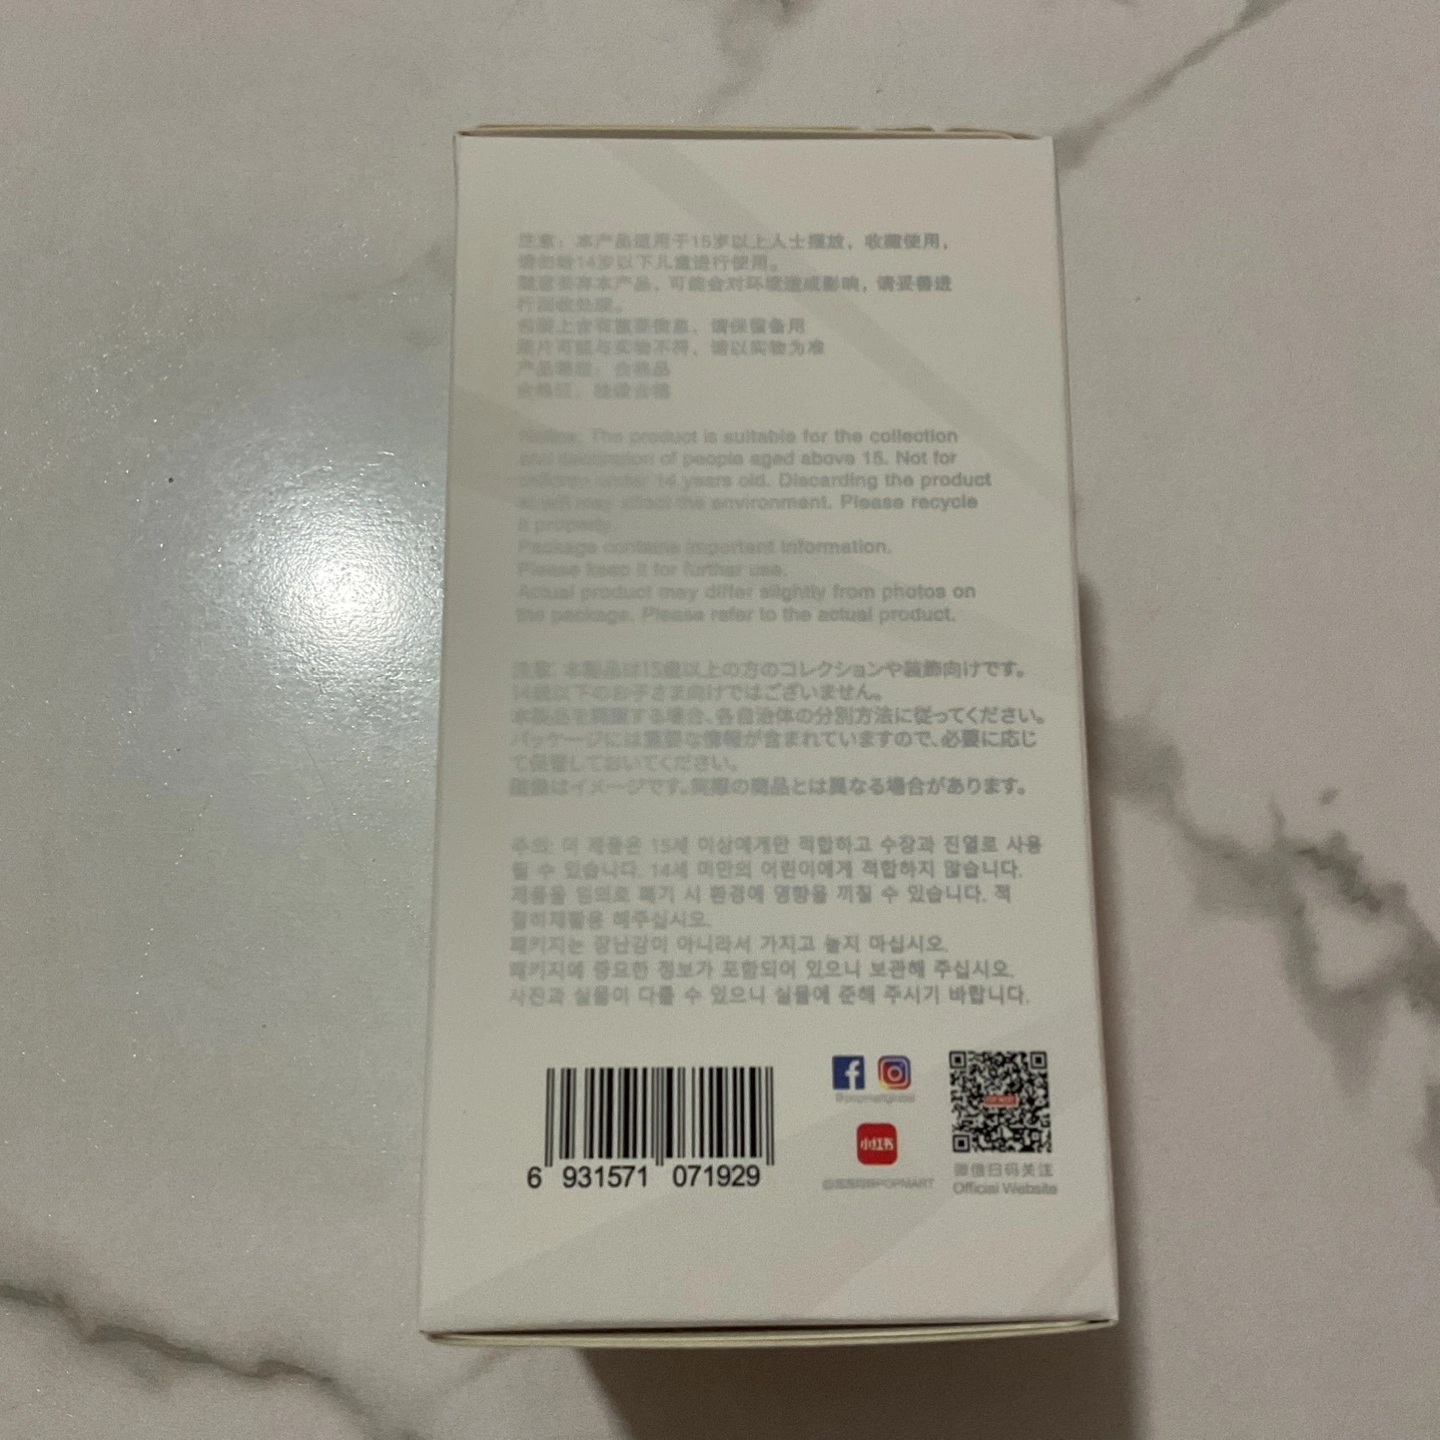 注意：本产品适用于15岁以上人士摆放，收藏使用，
请勿给14岁以下儿童进行使用。
随意丢弃本产品，可能会对环境造成影响，请妥善进
行回收处理。
包装上含有重要信息，请保留备用
图片可能与实物不符，请以实物为准
产品等级：合格品
合格证：检验合格
Notice: The product is suitable for the collection
and decoration of people aged above 15. Not for
children under 14 years old. Discarding the product
at will may affect the environment. Please recycle
it properly.
Package contains important information.
Please keep it for further use.
Actual product may differ slightly from photos on
the package. Please refer to the actual product.
注意: 本製品は15歳以上の方のコレクションや装飾向けです。
14歳以下のお子さま向けではございません。
本製品を廃棄する場合、各自治体の分別方法に従ってください。
パッケージには重要な情報が含まれていますので、必要に応じ
て保管しておいてください。
画像はイメージです。実際の商品とは異なる場合があります。
주의: 더 제품은 15세 이상에게만 적합하고 수장과 진열로 사용
될 수 있습니다. 14세 미만의 어린이에게 적합하지 않습니다.
제품을 임의로 폐기 시 환경에 영향을 끼칠 수 있습니다. 적
절히재활용 해주십시오.
패키지는 장난감이 아니라서 가지고 놀지 마십시오.
패키지에 중요한 정보가 포함되어 있으니 보관해 주십시오.
사진과 실물이 다를 수 있으니 실물에 준해 주시기 바랍니다.
6 931571 071929
@popmartglobal
小红书
POPMART
微信扫码关注
Official Website